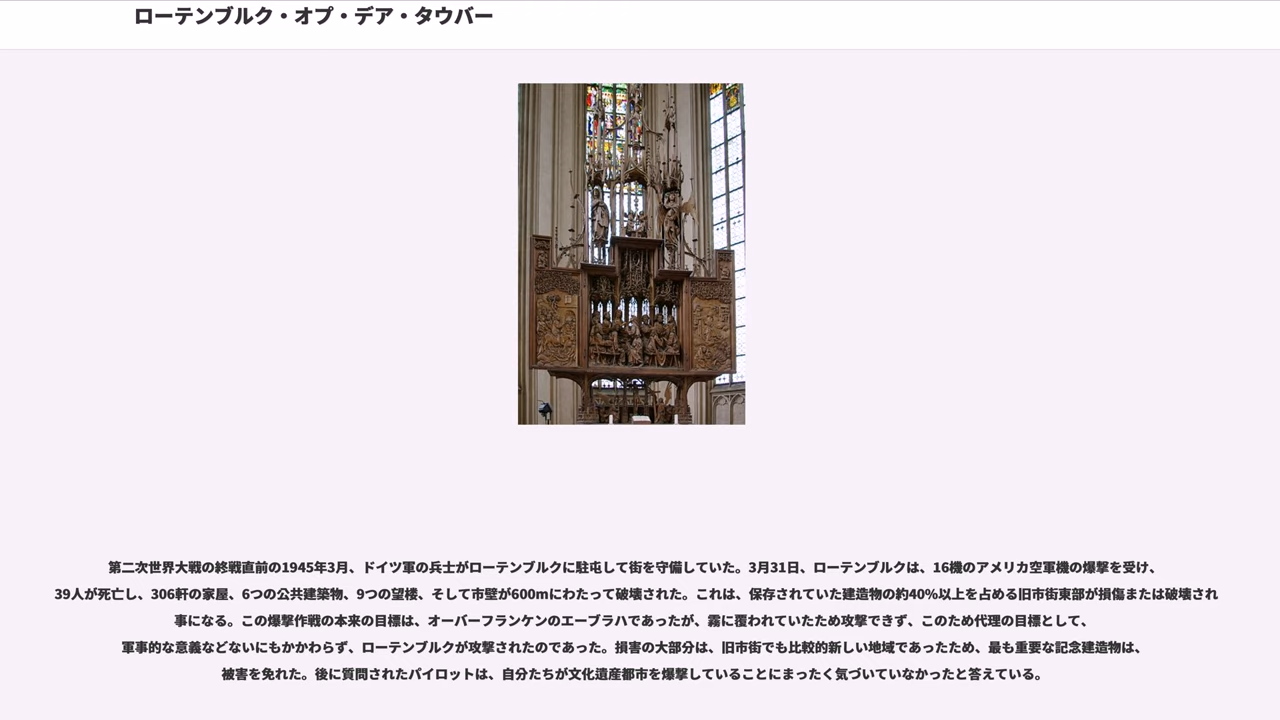 ローテンブルク・オプ・デア・タウバー
第二次世界大戦の終戦直前の1945年3月、ドイツ軍の兵士がローテンブルクに駐屯して街を守備していた。3月31日、ローテンブルクは、16機のアメリカ空軍機の爆撃を受け、
39人が死亡し、306軒の家屋、6つの公共建築物、9つの望楼、そして市壁が600mにわたって破壊された。これは、保存されていた建造物の約40%以上を占める旧市街東部が損傷または破壊され
事になる。この爆撃作戦の本来の目標は、オーバーフランケンのエーブラハであったが、霧に覆われていたため攻撃できず、このため代理の目標として、
軍事的な意義などないにもかかわらず、ローテンブルクが攻撃されたのであった。損害の大部分は、旧市街でも比較的新しい地域であったため、最も重要な記念建造物は、
被害を免れた。後に質問されたパイロットは、自分たちが文化遺産都市を爆撃していることにまったく気づいていなかったと答えている。